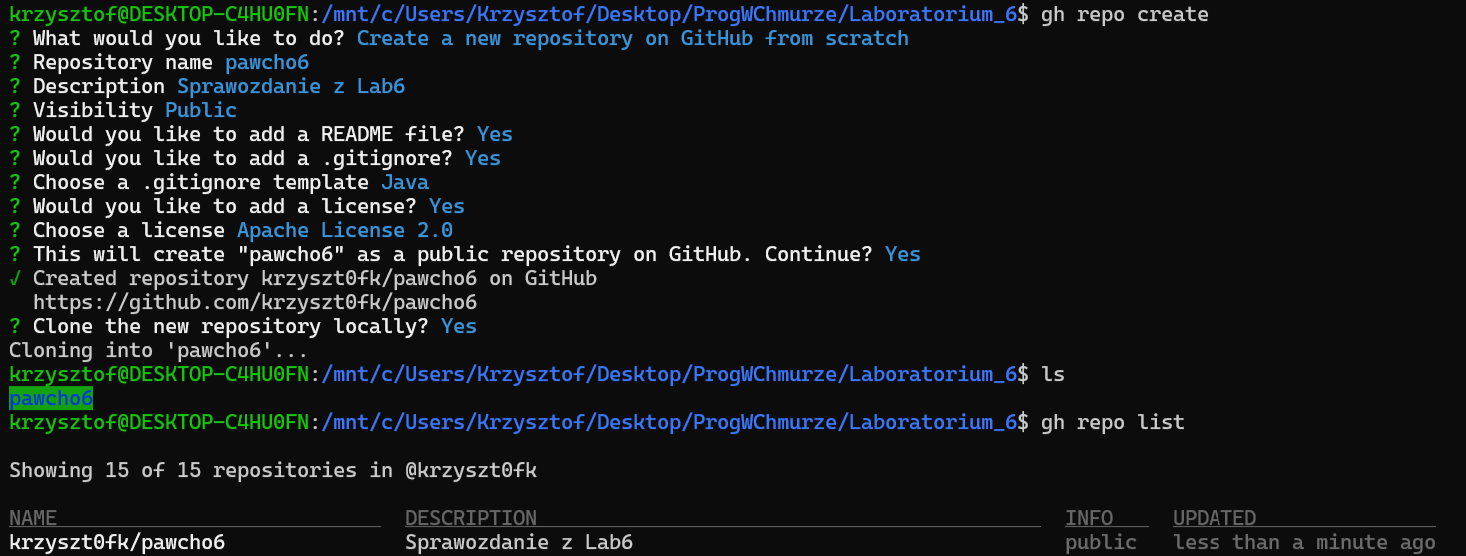 krzysztof@DESKTOP-C4HU0FN:/mnt/c/Users/Krzysztof/Desktop/ProgWChmurze/Laboratorium_6$ gh repo create
? What would you like to do? Create a new repository on GitHub from scratch
? Repository name pawcho6
? Description Sprawozdanie z Lab6
? Visibility Public
? Would you like to add a README file? Yes
? Would you like to add a .gitignore? Yes
? Choose a .gitignore template Java
? Would you like to add a license? Yes
? Choose a license Apache License 2.0
? This will create "pawcho6" as a public repository on GitHub. Continue? Yes
✓ Created repository krzyszt0fk/pawcho6 on GitHub
  https://github.com/krzyszt0fk/pawcho6
? Clone the new repository locally? Yes
Cloning into 'pawcho6'...
krzysztof@DESKTOP-C4HU0FN:/mnt/c/Users/Krzysztof/Desktop/ProgWChmurze/Laboratorium_6$ ls
pawcho6
krzysztof@DESKTOP-C4HU0FN:/mnt/c/Users/Krzysztof/Desktop/ProgWChmurze/Laboratorium_6$ gh repo list
Showing 15 of 15 repositories in @krzyszt0fk
NAME DESCRIPTION INFO UPDATED
krzyszt0fk/pawcho6 Sprawozdanie z Lab6 public less than a minute ago